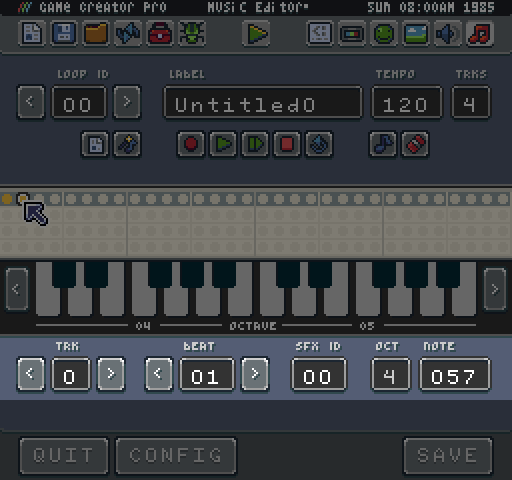 Game Creator Pro Music Editor* SUN 08:00AM 1985
LOOP ID LABEL TEMPO TRKS
< 00 > Untitled0 120 4
< >
04 OCTAVE 05
TRK BEAT SFX ID OCT NOTE
< 0 > < 01 > 00 4 057
QUIT CONFIG SAVE